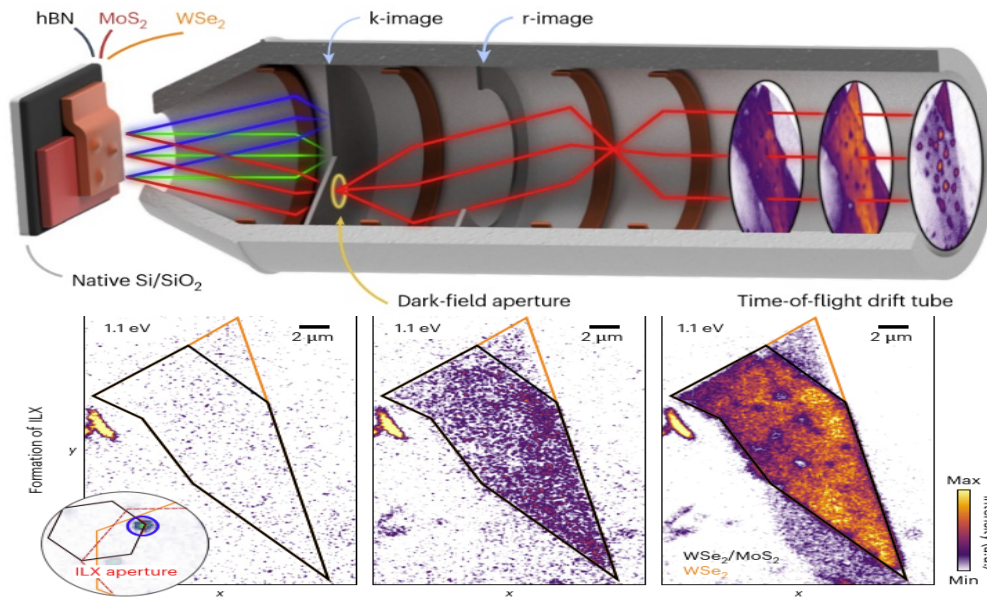 hBN MoS₂ WSe₂
k-image
r-image
Native Si/SiO₂
Dark-field aperture
Time-of-flight drift tube
1.1 eV
2 μm
1.1 eV
2 μm
1.1 eV
2 μm
Formation of ILX
y
ILX aperture
x
x
WSe₂/MoS₂
WSe₂
x
Max
Min